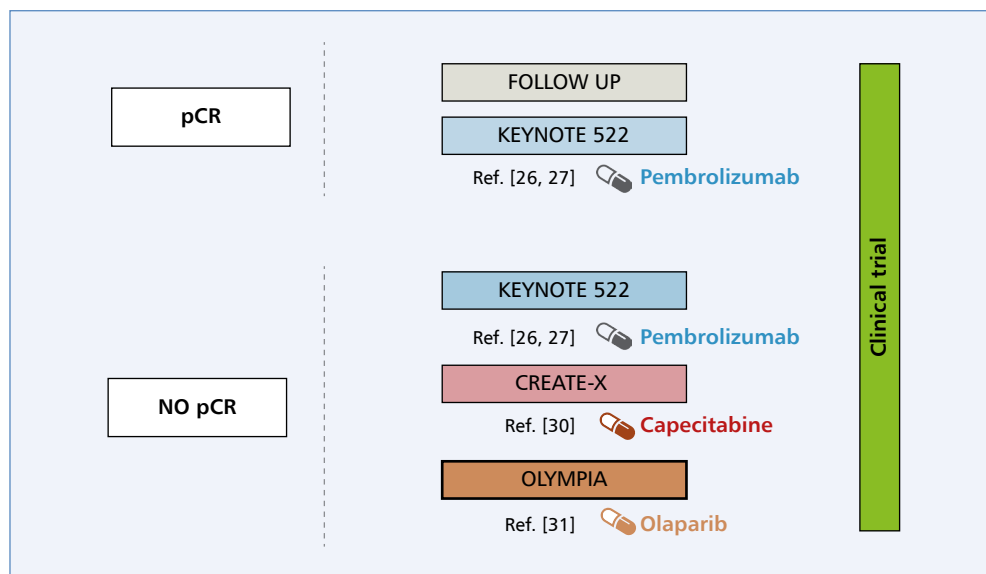 pCR
FOLLOW UP
KEYNOTE 522
Ref. [26, 27] Pembrolizumab
NO pCR
KEYNOTE 522
Ref. [26, 27] Pembrolizumab
CREATE-X
Ref. [30] Capecitabine
OLYMPIA
Ref. [31] Olaparib
Clinical trial